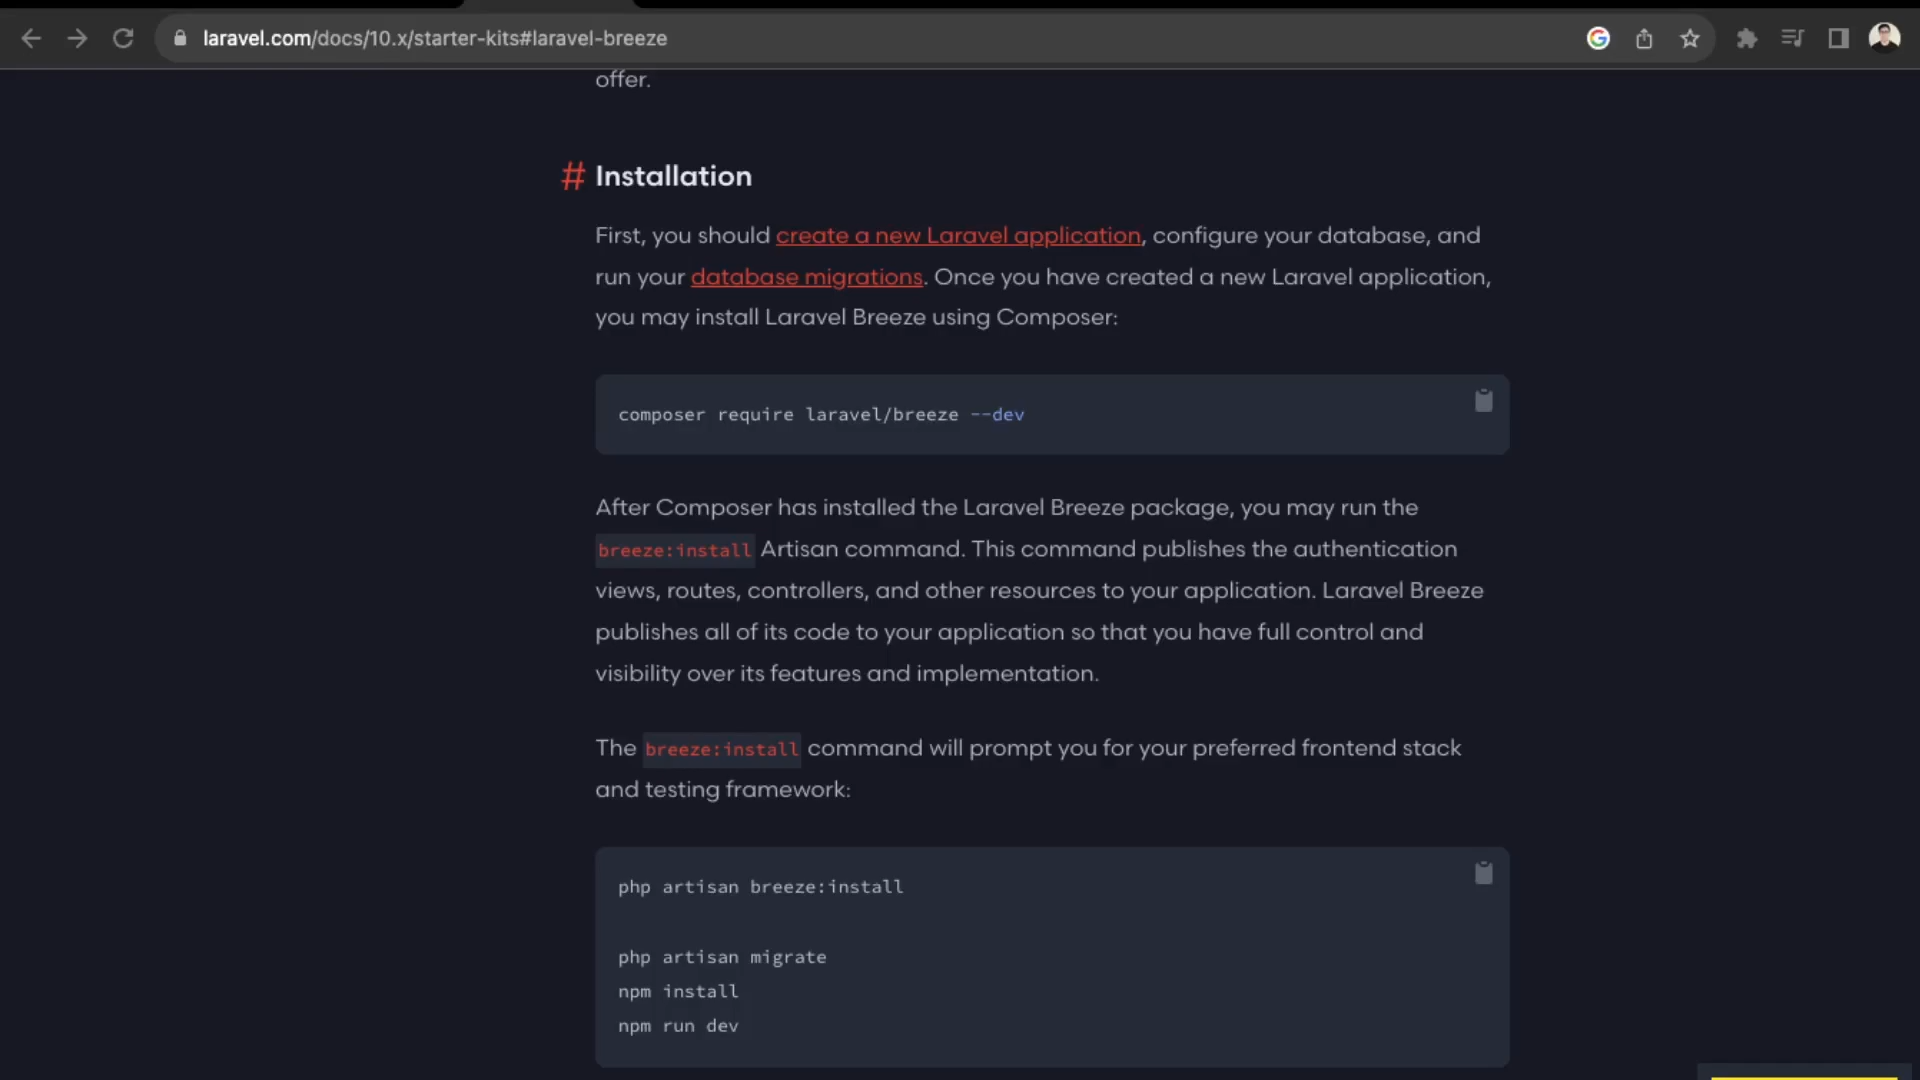 laravel.com/docs/10.x/starter-kits#laravel-breeze
offer.
# Installation
First, you should create a new Laravel application, configure your database, and
run your database migrations. Once you have created a new Laravel application,
you may install Laravel Breeze using Composer:
composer require laravel/breeze --dev
After Composer has installed the Laravel Breeze package, you may run the
breeze:install Artisan command. This command publishes the authentication
views, routes, controllers, and other resources to your application. Laravel Breeze
publishes all of its code to your application so that you have full control and
visibility over its features and implementation.
The breeze:install command will prompt you for your preferred frontend stack
and testing framework:
php artisan breeze:install
php artisan migrate
npm install
npm run dev